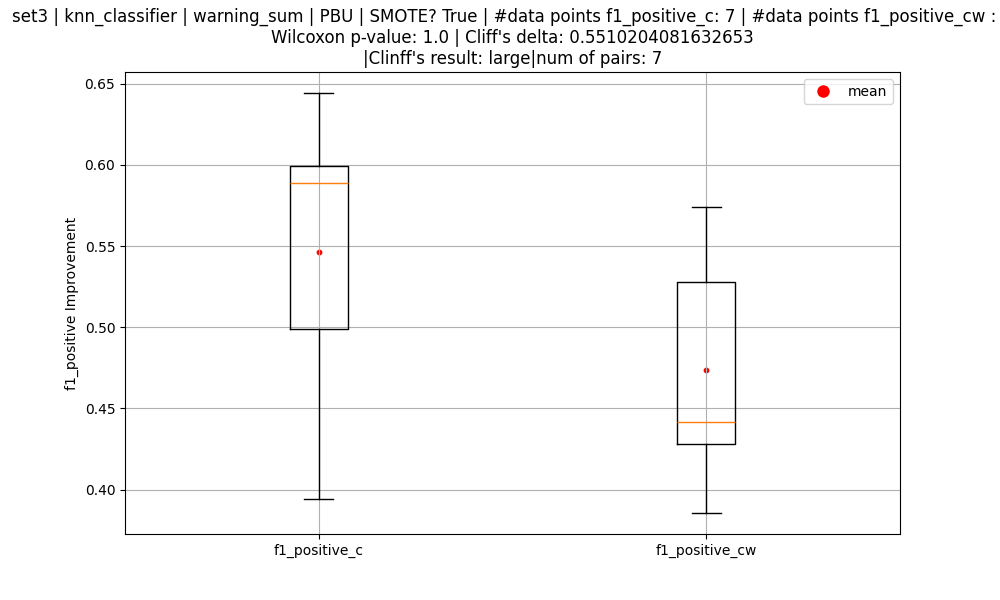 set3 | knn_classifier | warning_sum | PBU | SMOTE? True | #data points f1_positive_c: 7 | #data points f1_positive_cw :
Wilcoxon p-value: 1.0 | Cliff's delta: 0.5510204081632653
|Clinff's result: large|num of pairs: 7
mean
0.65
0.60
0.55
0.50
0.45
0.40
f1_positive Improvement
f1_positive_c
f1_positive_cw